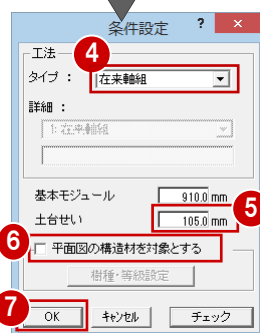 条件設定 ? ×
工法
4
タイプ : 在来軸組
詳細 :
1: 在来軸組
基本モジュール 910.0 mm
土台せい 105.0 mm
5
6
平面図の構造材を対象とする
樹種・等級設定
7
OK キャンセル チェック